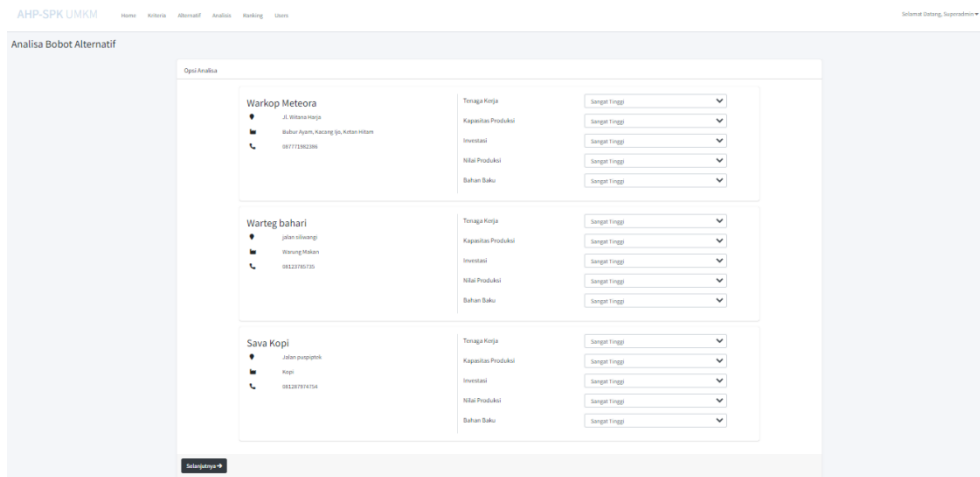 AHP-SPK UMKM Home Kriteria Alternatif Analisis Ranking Users Selamat Datang, Superadmin
Analisa Bobot Alternatif
Opsi Analisa
Warkop Meteora
Jl. Witana Harja
Bubur Ayam, Kacang Ijo, Ketan Hitam
087771982386
Tenaga Kerja Sangat Tinggi
Kapasitas Produksi Sangat Tinggi
Investasi Sangat Tinggi
Nilai Produksi Sangat Tinggi
Bahan Baku Sangat Tinggi
Warteg bahari
jalan siliwangi
Warung Makan
08123785735
Tenaga Kerja Sangat Tinggi
Kapasitas Produksi Sangat Tinggi
Investasi Sangat Tinggi
Nilai Produksi Sangat Tinggi
Bahan Baku Sangat Tinggi
Sava Kopi
Jalan puspiptek
Kopi
Tenaga Kerja Sangat Tinggi
Kapasitas Produksi Sangat Tinggi
Investasi Sangat Tinggi
Nilai Produksi Sangat Tinggi
Bahan Baku Sangat Tinggi
Selanjutnya